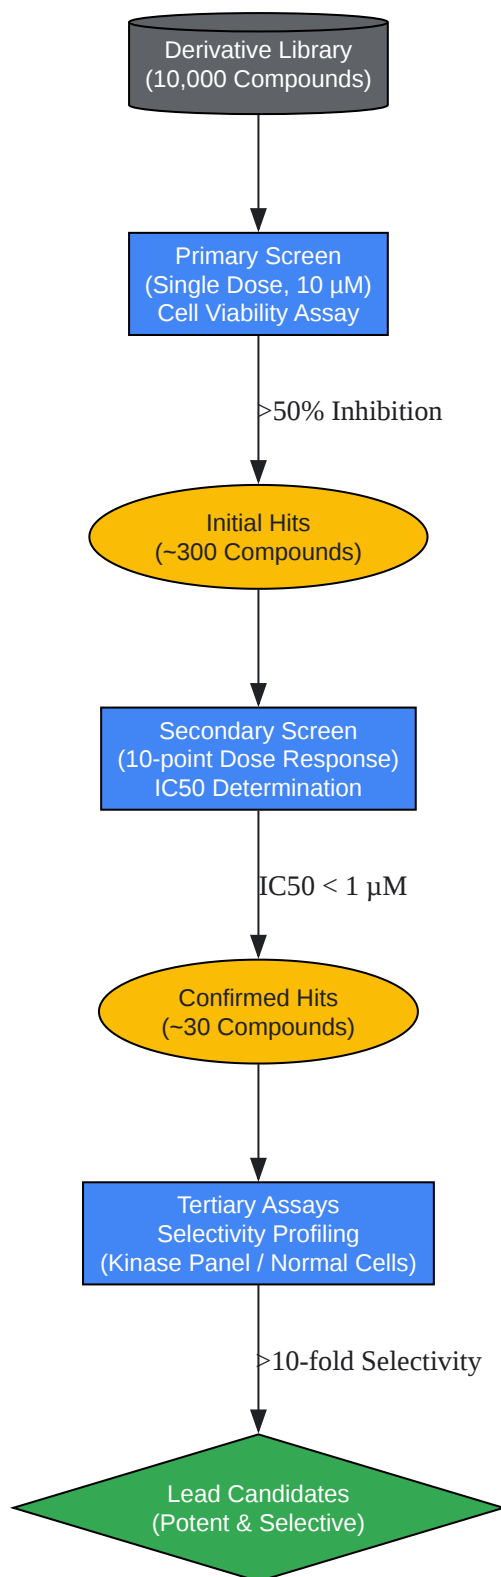 Derivative Library
(10,000 Compounds)
Primary Screen
(Single Dose, 10 µM)
Cell Viability Assay
>50% Inhibition
Initial Hits
(~300 Compounds)
Secondary Screen
(10-point Dose Response)
IC50 Determination
IC50 < 1 µM
Confirmed Hits
(~30 Compounds)
Tertiary Assays
Selectivity Profiling
(Kinase Panel / Normal Cells)
>10-fold Selectivity
Lead Candidates
(Potent & Selective)